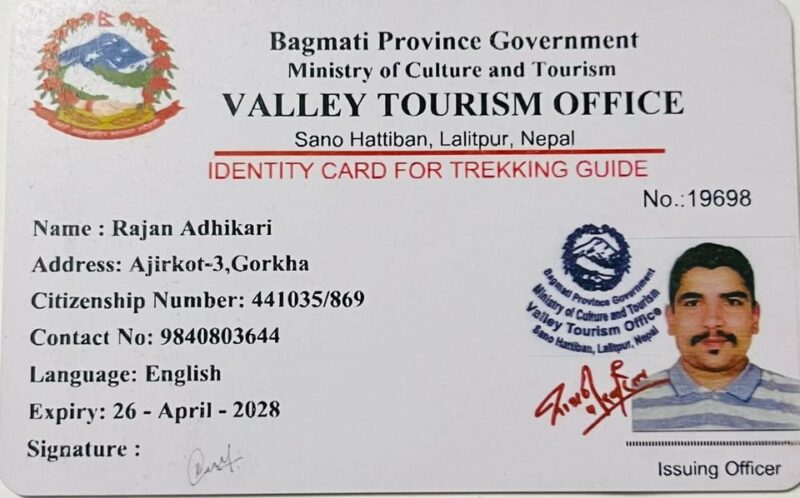 Bagmati Province Government
Ministry of Culture and Tourism
VALLEY TOURISM OFFICE
Sano Hattiban, Lalitpur, Nepal
IDENTITY CARD FOR TREKKING GUIDE
No.:19698
Name : Rajan Adhikari
Address: Ajirkot-3,Gorkha
Citizenship Number: 441035/869
Contact No: 9840803644
Language: English
Expiry: 26 - April - 2028
Signature :
Bagmati Province Government
Ministry of Culture and Tourism
Valley Tourism Office
Sano Hattiban, Lalitpur, Nepal
Issuing Officer